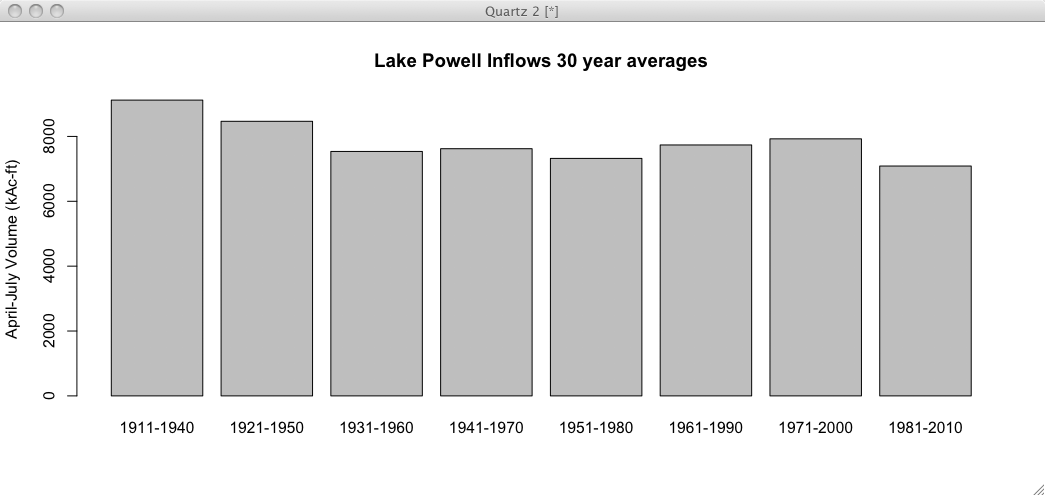 Quartz 2 [*]
Lake Powell Inflows 30 year averages
April-July Volume (kAc-ft)
8000
6000
4000
2000
0
1911-1940 1921-1950 1931-1960 1941-1970 1951-1980 1961-1990 1971-2000 1981-2010